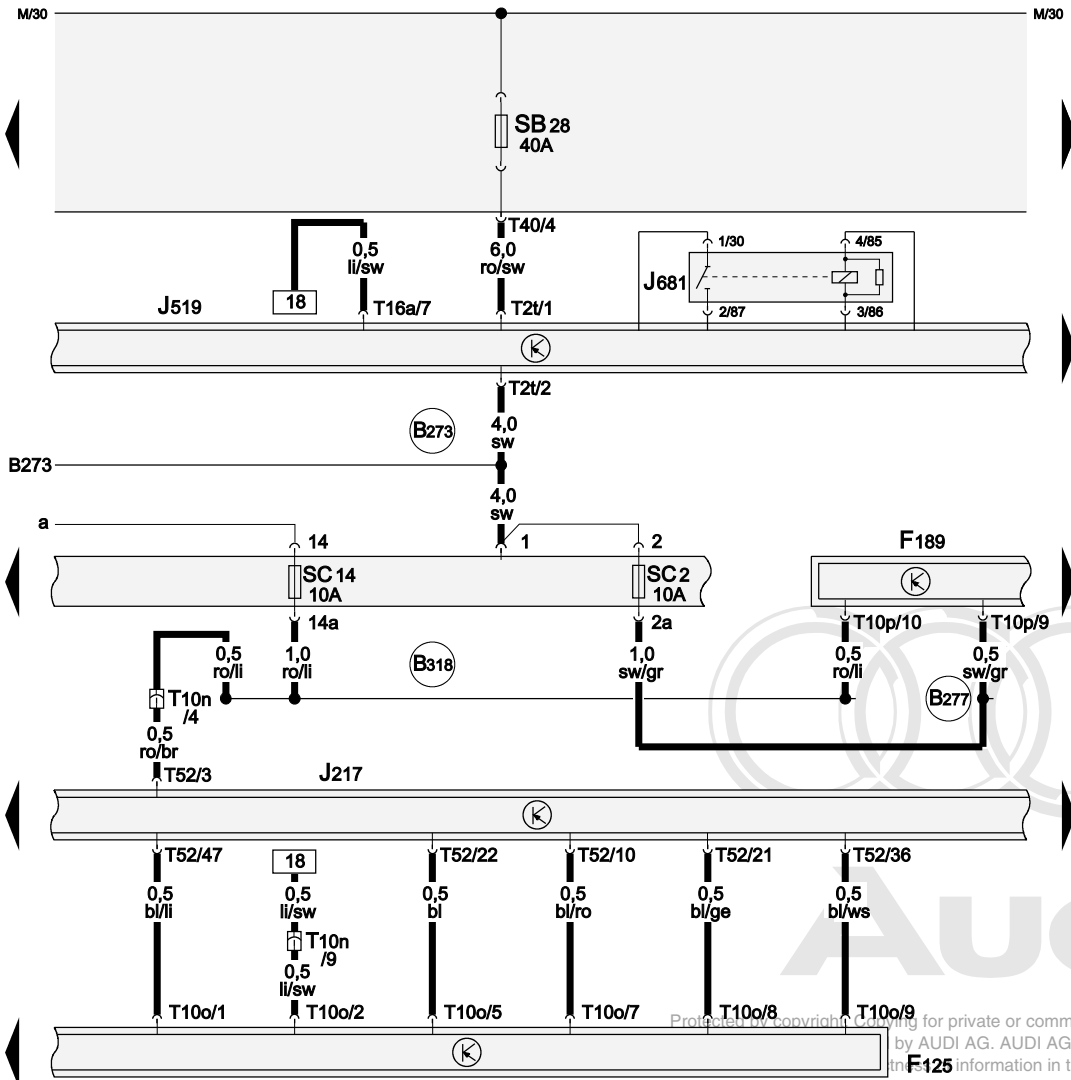 M/30
M/30
SB 28
40A
T40/4
0,5
li/sw
6,0
ro/sw
1/30
4/85
J681
18
J519
T16a/7
T2t/1
2/87
3/86
T2t/2
B273
4,0
sw
B273
4,0
sw
a
14
1
2
F189
SC 14
10A
SC 2
10A
14a
2a
T10p/10
T10p/9
0,5
ro/li
1,0
ro/li
B318
1,0
sw/gr
0,5
ro/li
0,5
sw/gr
T10n
/4
B277
0,5
ro/br
T52/3
J217
T52/47
18
T52/22
T52/10
T52/21
T52/36
0,5
bl/li
0,5
li/sw
0,5
bl
0,5
bl/ro
0,5
bl/ge
0,5
bl/ws
T10n
/9
0,5
li/sw
T10o/1
T10o/2
T10o/5
T10o/7
T10o/8
T10o/9
Aud
Protected by copyright. Copying for private or comm
by AUDI AG. AUDI AG
information in t
F125